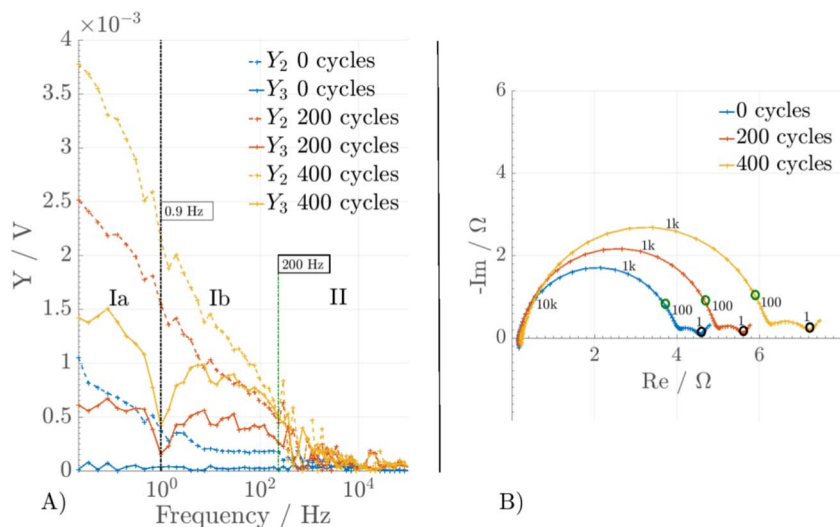 ×10⁻³
4
3.5
3
2.5
2
1.5
1
0.5
0
Y / V
Y₂ 0 cycles
Y₃ 0 cycles
Y₂ 200 cycles
Y₃ 200 cycles
Y₂ 400 cycles
Y₃ 400 cycles
0.9 Hz
200 Hz
Ia
Ib
II
10⁰
10²
10⁴
Frequency / Hz
A)
6
4
2
0
-Im / Ω
0 cycles
200 cycles
400 cycles
1k
1k
1k
10k
100
100
100
1
1
1
2
4
6
Re / Ω
B)